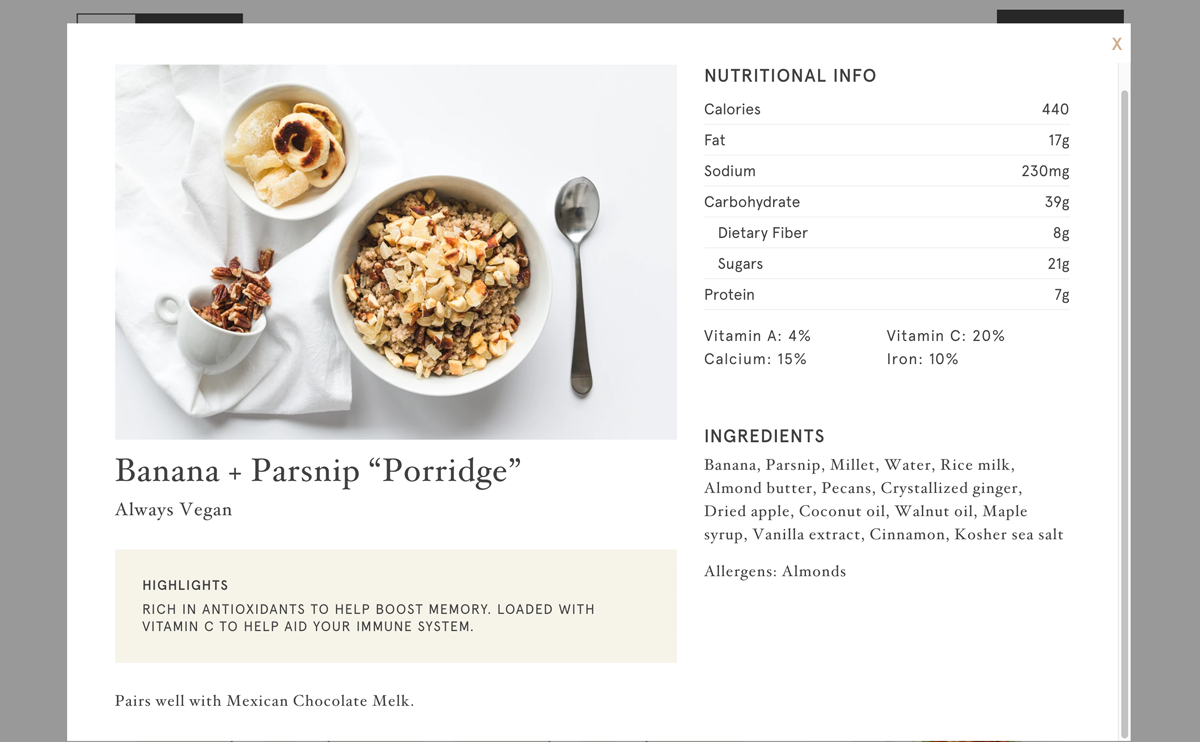 X
Banana + Parsnip “Porridge”
Always Vegan
HIGHLIGHTS
RICH IN ANTIOXIDANTS TO HELP BOOST MEMORY. LOADED WITH
VITAMIN C TO HELP AID YOUR IMMUNE SYSTEM.
Pairs well with Mexican Chocolate Melk.
NUTRITIONAL INFO
Calories 440
Fat 17g
Sodium 230mg
Carbohydrate 39g
Dietary Fiber 8g
Sugars 21g
Protein 7g
Vitamin A: 4% Vitamin C: 20%
Calcium: 15% Iron: 10%
INGREDIENTS
Banana, Parsnip, Millet, Water, Rice milk,
Almond butter, Pecans, Crystallized ginger,
Dried apple, Coconut oil, Walnut oil, Maple
syrup, Vanilla extract, Cinnamon, Kosher sea salt
Allergens: Almonds